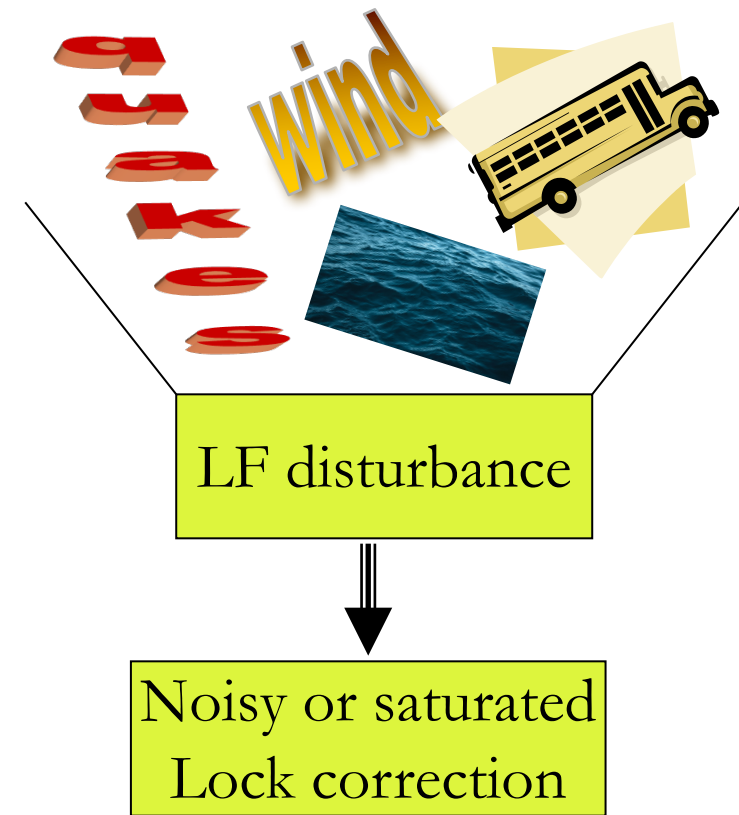 quakes
wind
LF disturbance
Noisy or saturated
Lock correction